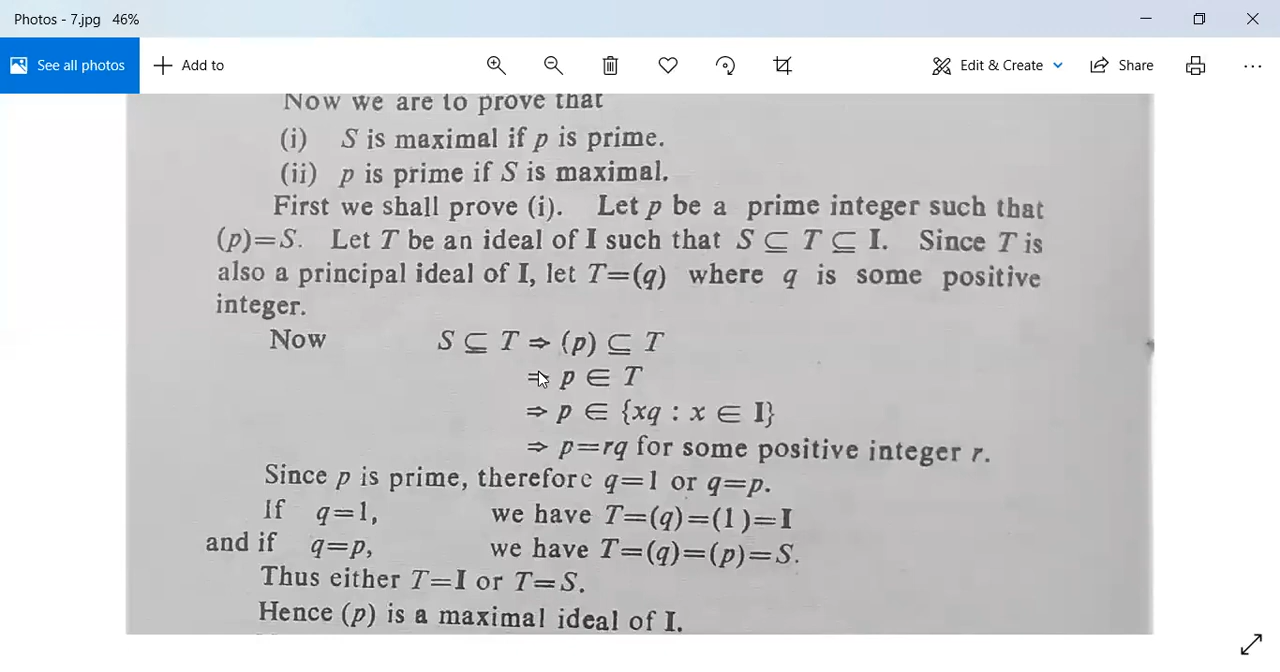 Photos - 7.jpg 46%
See all photos
Add to
Edit & Create
Share
Now we are to prove that
(i) S is maximal if p is prime.
(ii) p is prime if S is maximal.
First we shall prove (i). Let p be a prime integer such that
(p)=S. Let T be an ideal of I such that S ⊆ T ⊆ I. Since T is
also a principal ideal of I, let T=(q) where q is some positive
integer.
Now S ⊆ T ⇒ (p) ⊆ T
⇒ p ∈ T
⇒ p ∈ {xq : x ∈ I}
⇒ p=rq for some positive integer r.
Since p is prime, therefore q=1 or q=p.
If q=1, we have T=(q)=(1)=I
and if q=p, we have T=(q)=(p)=S.
Thus either T=I or T=S.
Hence (p) is a maximal ideal of I.